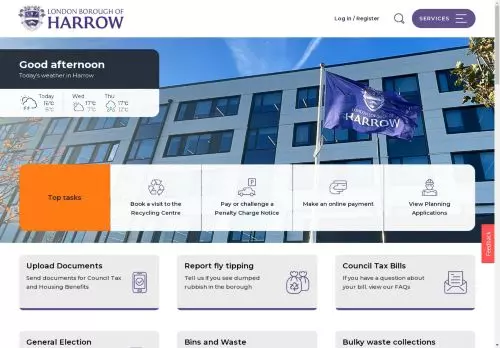 LONDON BOROUGH OF
HARROW
Log in / Register
SERVICES
Good afternoon
Today's weather in Harrow
Today
16°C
Wed
17°C
7°C
Thu
17°C
12°C
LONDON BOROUGH OF
HARROW
Top tasks
Book a visit to the
Recycling Centre
Pay or challenge a
Penalty Charge Notice
Make an online payment
View Planning
Applications
Feedback
Upload Documents
Send documents for Council Tax
and Housing Benefits
Report fly tipping
Tell us if you see dumped
rubbish in the borough
Council Tax Bills
If you have a question about
your bill, view our FAQs
General Election
Bins and Waste
Bulky waste collections